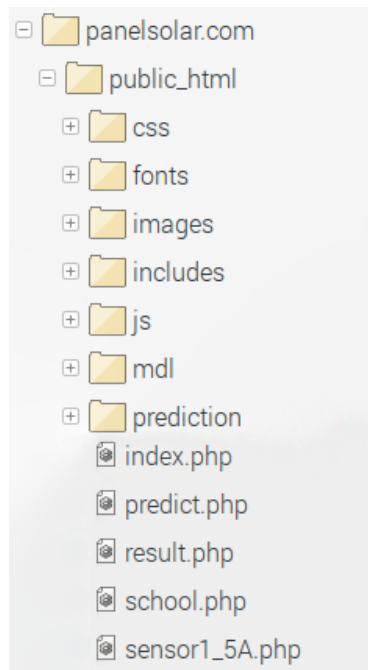 panelsolar.com
public_html
css
fonts
images
includes
js
mdl
prediction
index.php
predict.php
result.php
school.php
sensor1_5A.php